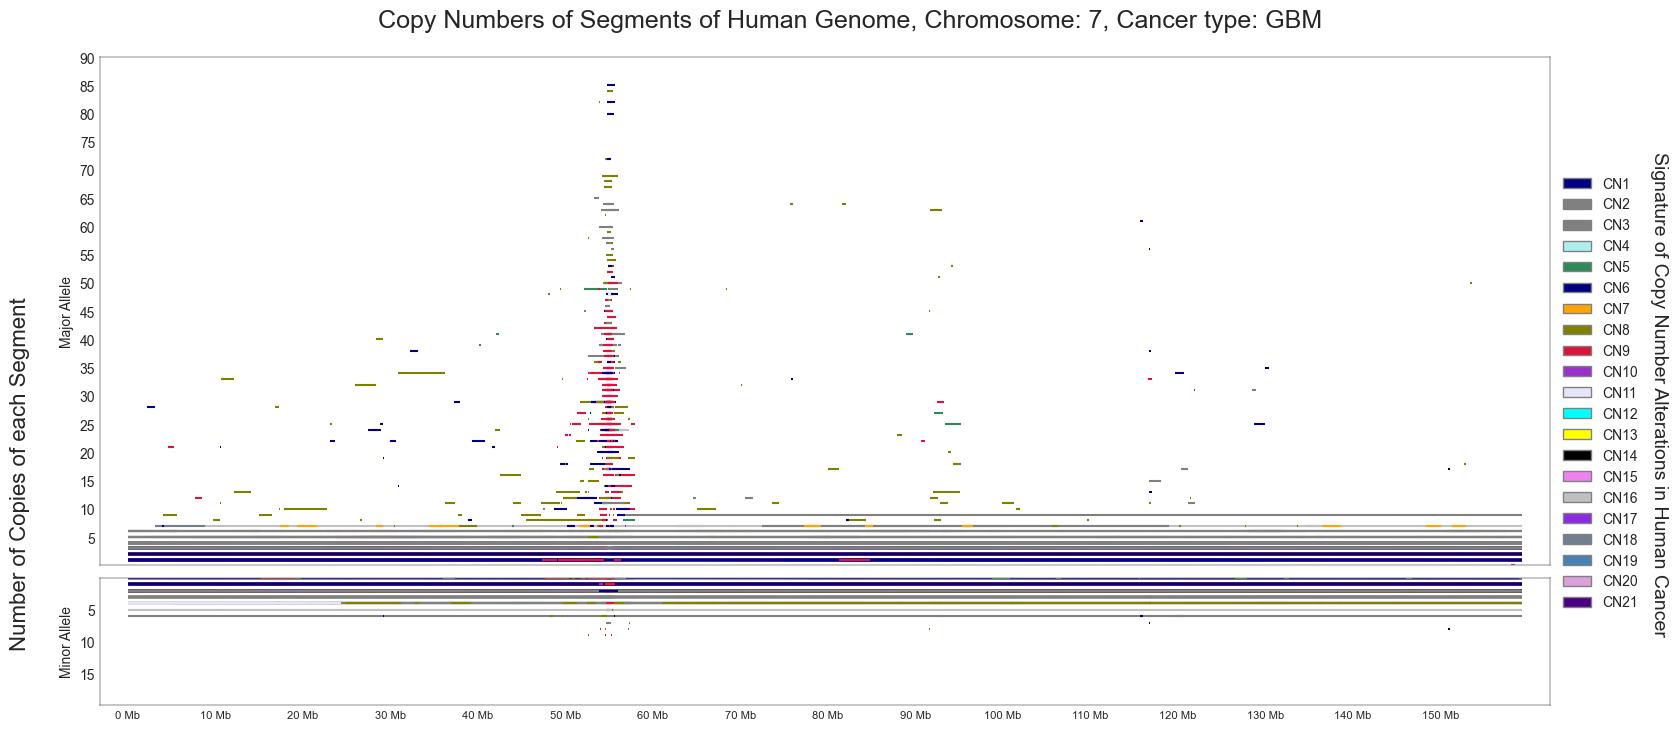 Copy Numbers of Segments of Human Genome, Chromosome: 7, Cancer type: GBM
Number of Copies of each Segment
Major Allele
90
85
80
75
70
65
60
55
50
45
40
35
30
25
20
15
10
5
Minor Allele
5
10
15
0 Mb 10 Mb 20 Mb 30 Mb 40 Mb 50 Mb 60 Mb 70 Mb 80 Mb 90 Mb 100 Mb 110 Mb 120 Mb 130 Mb 140 Mb 150 Mb
CN1
CN2
CN3
CN4
CN5
CN6
CN7
CN8
CN9
CN10
CN11
CN12
CN13
CN14
CN15
CN16
CN17
CN18
CN19
CN20
CN21
Signature of Copy Number Alterations in Human Cancer